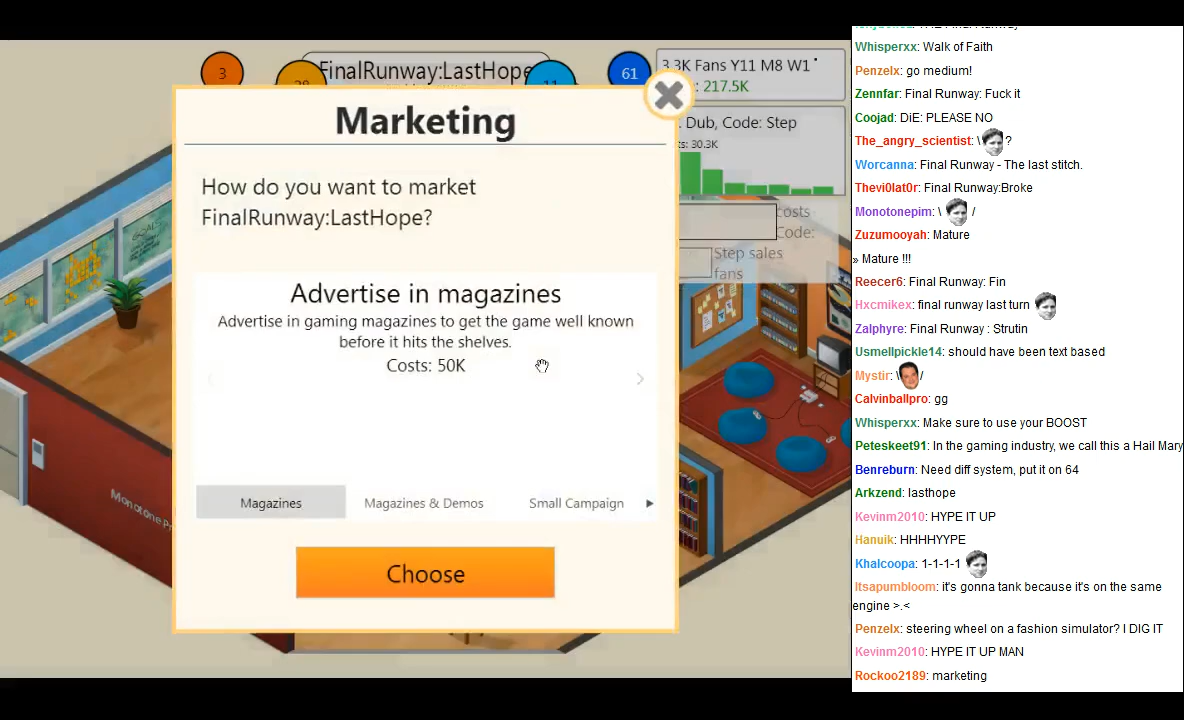 3
FinalRunway:LastHope
61
3.3K Fans Y11 M8 W1
: 217.5K
. Dub, Code: Step
ts: 30.3K
costs
Code:
Step sales
fans
Marketing
How do you want to market
FinalRunway:LastHope?
Advertise in magazines
Advertise in gaming magazines to get the game well known
before it hits the shelves.
Costs: 50K
Magazines
Magazines & Demos
Small Campaign
Choose
Whisperxx: Walk of Faith
Penzelx: go medium!
Zennfar: Final Runway: Fuck it
Coojad: DiE: PLEASE NO
The_angry_scientist: \ ?
Worcanna: Final Runway - The last stitch.
Thevi0lat0r: Final Runway:Broke
Monotonepim: \ /
Zuzumooyah: Mature
» Mature !!!
Reecer6: Final Runway: Fin
Hxcmikex: final runway last turn
Zalphyre: Final Runway : Strutin
Usmellpickle14: should have been text based
Mystir: \ /
Calvinballpro: gg
Whisperxx: Make sure to use your BOOST
Peteskeet91: In the gaming industry, we call this a Hail Mary
Benreburn: Need diff system, put it on 64
Arkzend: lasthope
Kevinm2010: HYPE IT UP
Hanuik: HHHHYYPE
Khalcoopa: 1-1-1-1
Itsapumbloom: it's gonna tank because it's on the same
engine >.<
Penzelx: steering wheel on a fashion simulator? I DIG IT
Kevinm2010: HYPE IT UP MAN
Rockoo2189: marketing